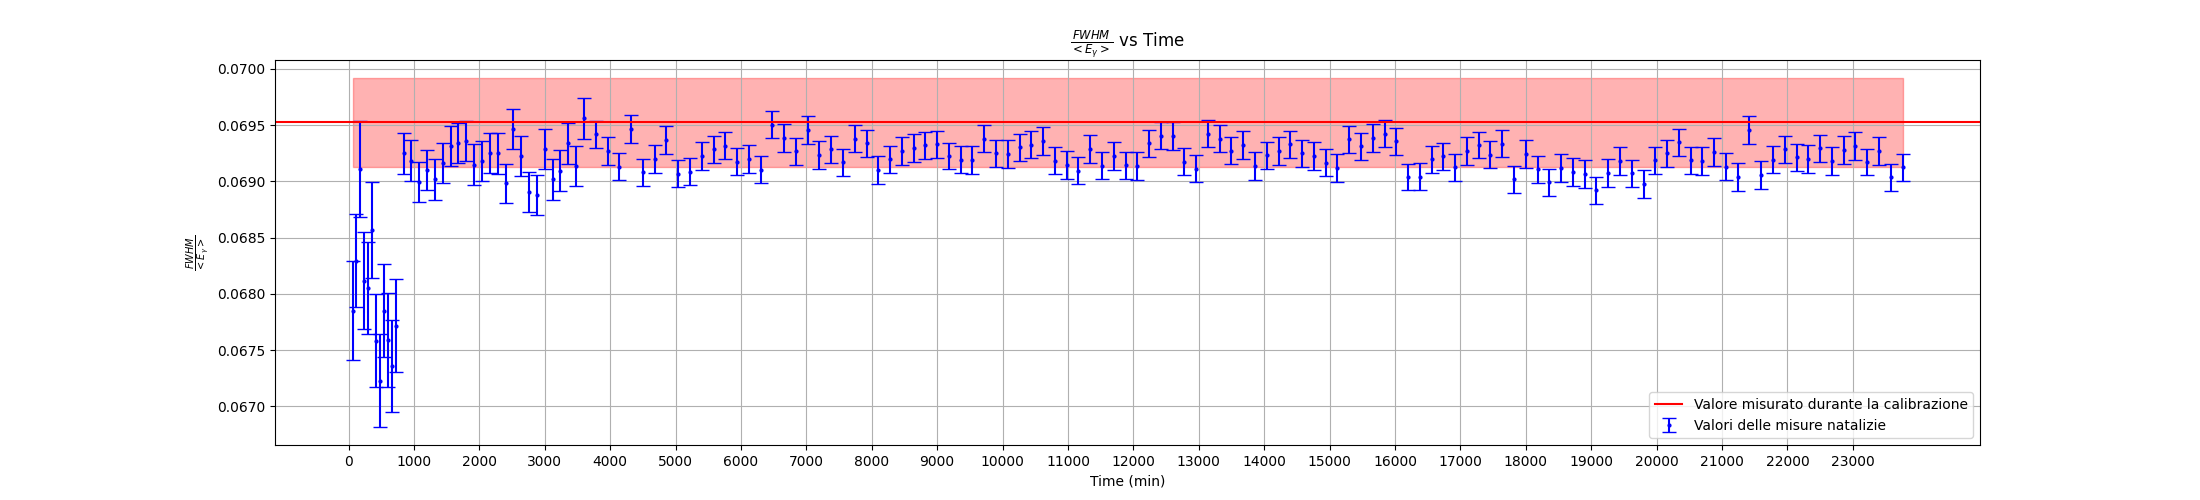 FWHM / <Eγ> vs Time
0.0700
0.0695
0.0690
0.0685
0.0680
0.0675
0.0670
FWHM / <Eγ>
Valore misurato durante la calibrazione
Valori delle misure natalizie
0 1000 2000 3000 4000 5000 6000 7000 8000 9000 10000 11000 12000 13000 14000 15000 16000 17000 18000 19000 20000 21000 22000 23000
Time (min)